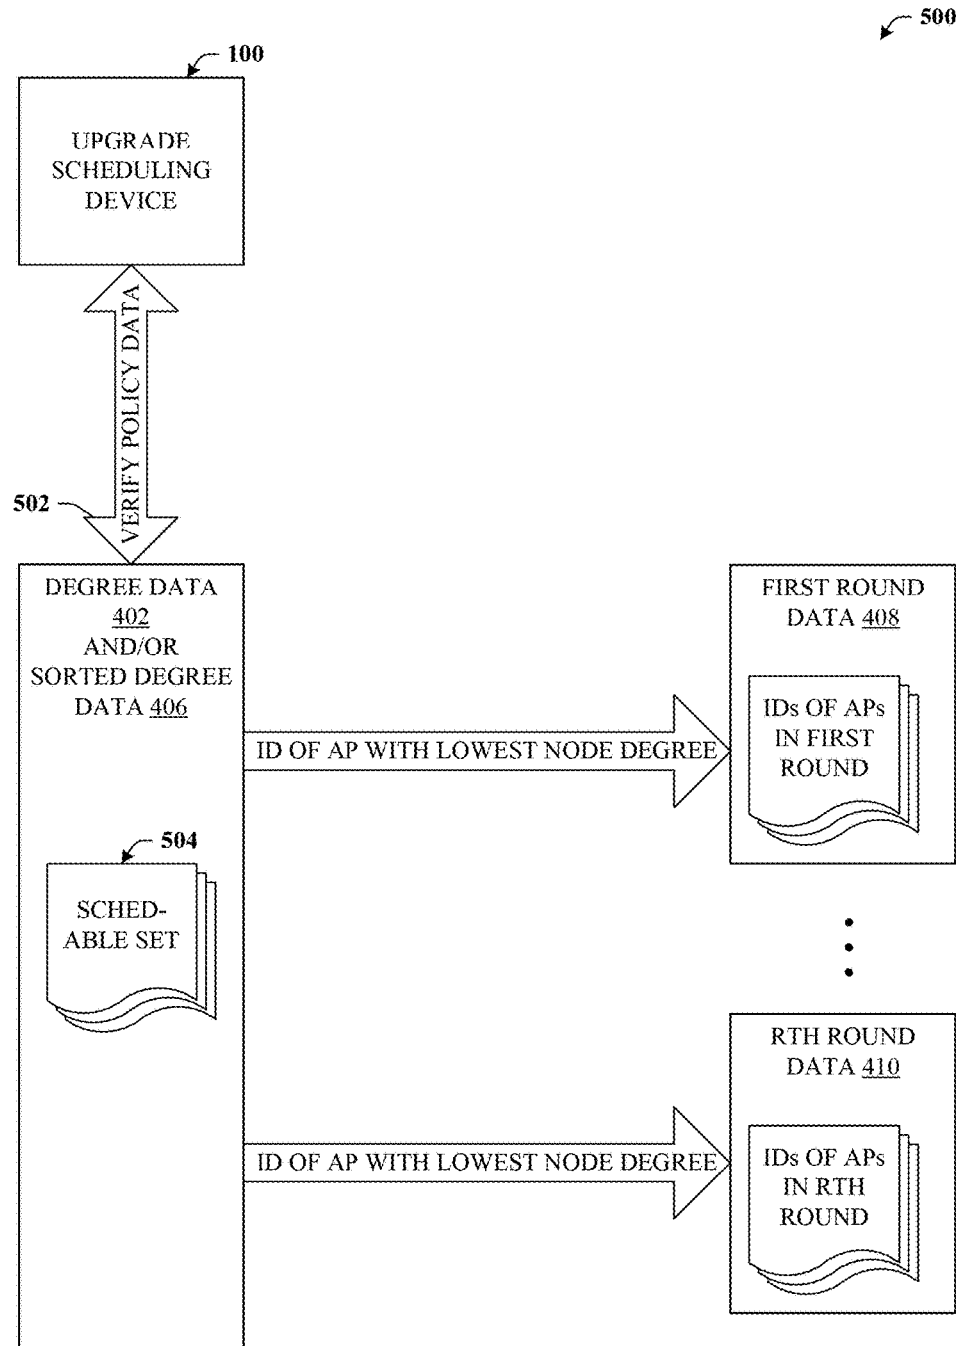 500
100
UPGRADE
SCHEDULING
DEVICE
VERIFY POLICY DATA
502
DEGREE DATA
402
AND/OR
SORTED DEGREE
DATA 406
FIRST ROUND
DATA 408
IDs OF APs
IN FIRST
ROUND
ID OF AP WITH LOWEST NODE DEGREE
504
SCHED-
ABLE SET
RTH ROUND
DATA 410
IDs OF APs
IN RTH
ROUND
ID OF AP WITH LOWEST NODE DEGREE